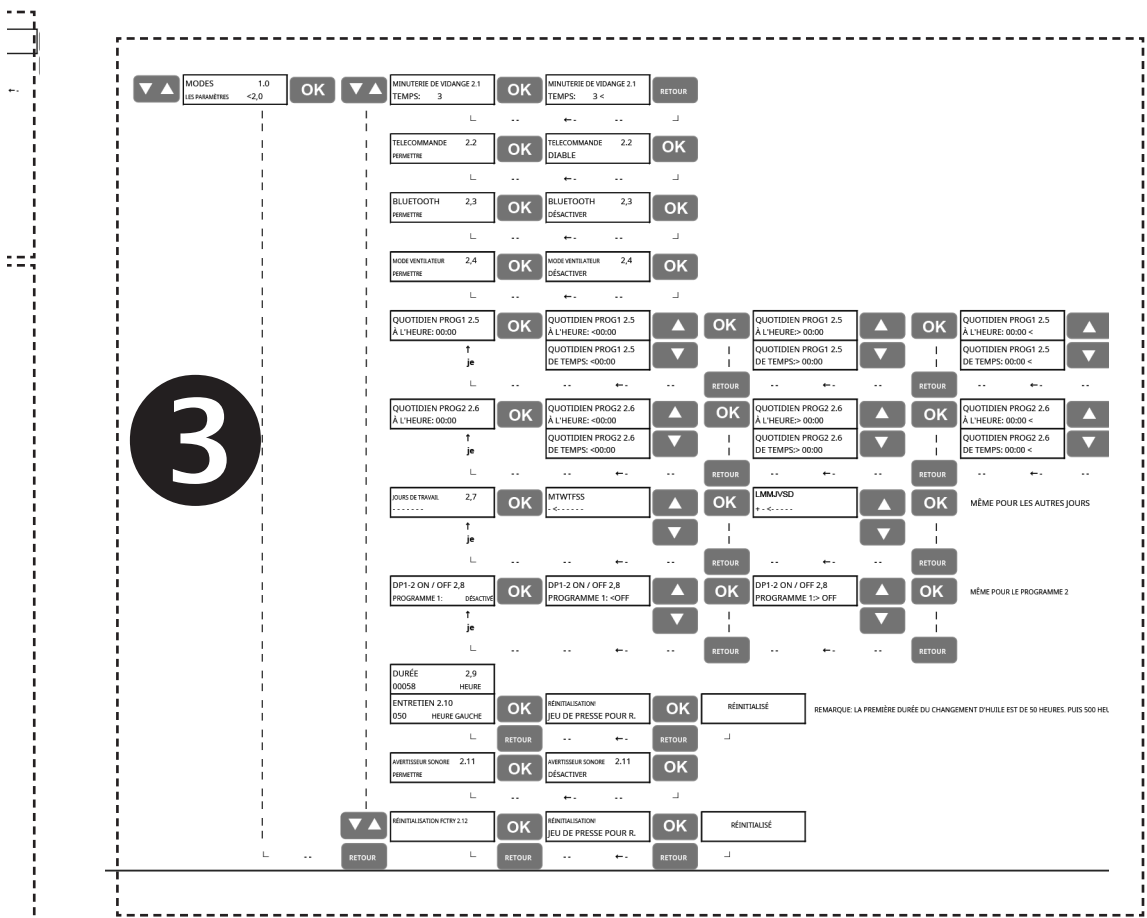 MODES 1.0 OK MINUTERIE DE VIDANGE 2.1 OK MINUTERIE DE VIDANGE 2.1 RETOUR
LES PARAMÈTRES <2,0 TEMPS: 3 TEMPS: 3 <
TELECOMMANDE 2.2 OK TELECOMMANDE 2.2 OK
PERMETTRE DIABLE
BLUETOOTH 2,3 OK BLUETOOTH 2,3 OK
PERMETTRE DÉSACTIVER
MODE VENTILATEUR 2,4 OK MODE VENTILATEUR 2,4 OK
PERMETTRE DÉSACTIVER
3
QUOTIDIEN PROG1 2.5 OK QUOTIDIEN PROG1 2.5 OK QUOTIDIEN PROG1 2.5 OK QUOTIDIEN PROG1 2.5
À L'HEURE: 00:00 À L'HEURE: <00:00 À L'HEURE:> 00:00 À L'HEURE: 00:00 <
QUOTIDIEN PROG1 2.5 QUOTIDIEN PROG1 2.5 QUOTIDIEN PROG1 2.5
je DE TEMPS: <00:00 DE TEMPS:> 00:00 DE TEMPS: 00:00 <
RETOUR RETOUR
QUOTIDIEN PROG2 2.6 OK QUOTIDIEN PROG2 2.6 OK QUOTIDIEN PROG2 2.6 OK QUOTIDIEN PROG2 2.6
À L'HEURE: 00:00 À L'HEURE: <00:00 À L'HEURE:> 00:00 À L'HEURE: 00:00 <
QUOTIDIEN PROG2 2.6 QUOTIDIEN PROG2 2.6 QUOTIDIEN PROG2 2.6
je DE TEMPS: <00:00 DE TEMPS:> 00:00 DE TEMPS: 00:00 <
RETOUR RETOUR
JOURS DE TRAVAIL 2,7 OK MTWTFSS OK LMMJVSD OK MÊME POUR LES AUTRES JOURS
- - - - - - - - <- - - - - - + - <- - - - -
je
RETOUR RETOUR
DP1-2 ON / OFF 2,8 OK DP1-2 ON / OFF 2,8 OK DP1-2 ON / OFF 2,8 OK MÊME POUR LE PROGRAMME 2
PROGRAMME 1: DÉSACTIVÉ PROGRAMME 1: <OFF PROGRAMME 1:> OFF
je
RETOUR RETOUR
DURÉE 2,9
00058 HEURE
ENTRETIEN 2.10 OK RÉINITIALISATION! OK RÉINITIALISÉ REMARQUE: LA PREMIÈRE DURÉE DU CHANGEMENT D'HUILE EST DE 50 HEURES. PUIS 500
050 HEURE GAUCHE JEU DE PRESSE POUR R.
RETOUR RETOUR
AVERTISSEUR SONORE 2.11 OK AVERTISSEUR SONORE 2.11 OK
PERMETTRE DÉSACTIVER
RÉINITIALISATION FCTRY 2.12 OK RÉINITIALISATION! OK RÉINITIALISÉ
JEU DE PRESSE POUR R.
RETOUR RETOUR RETOUR